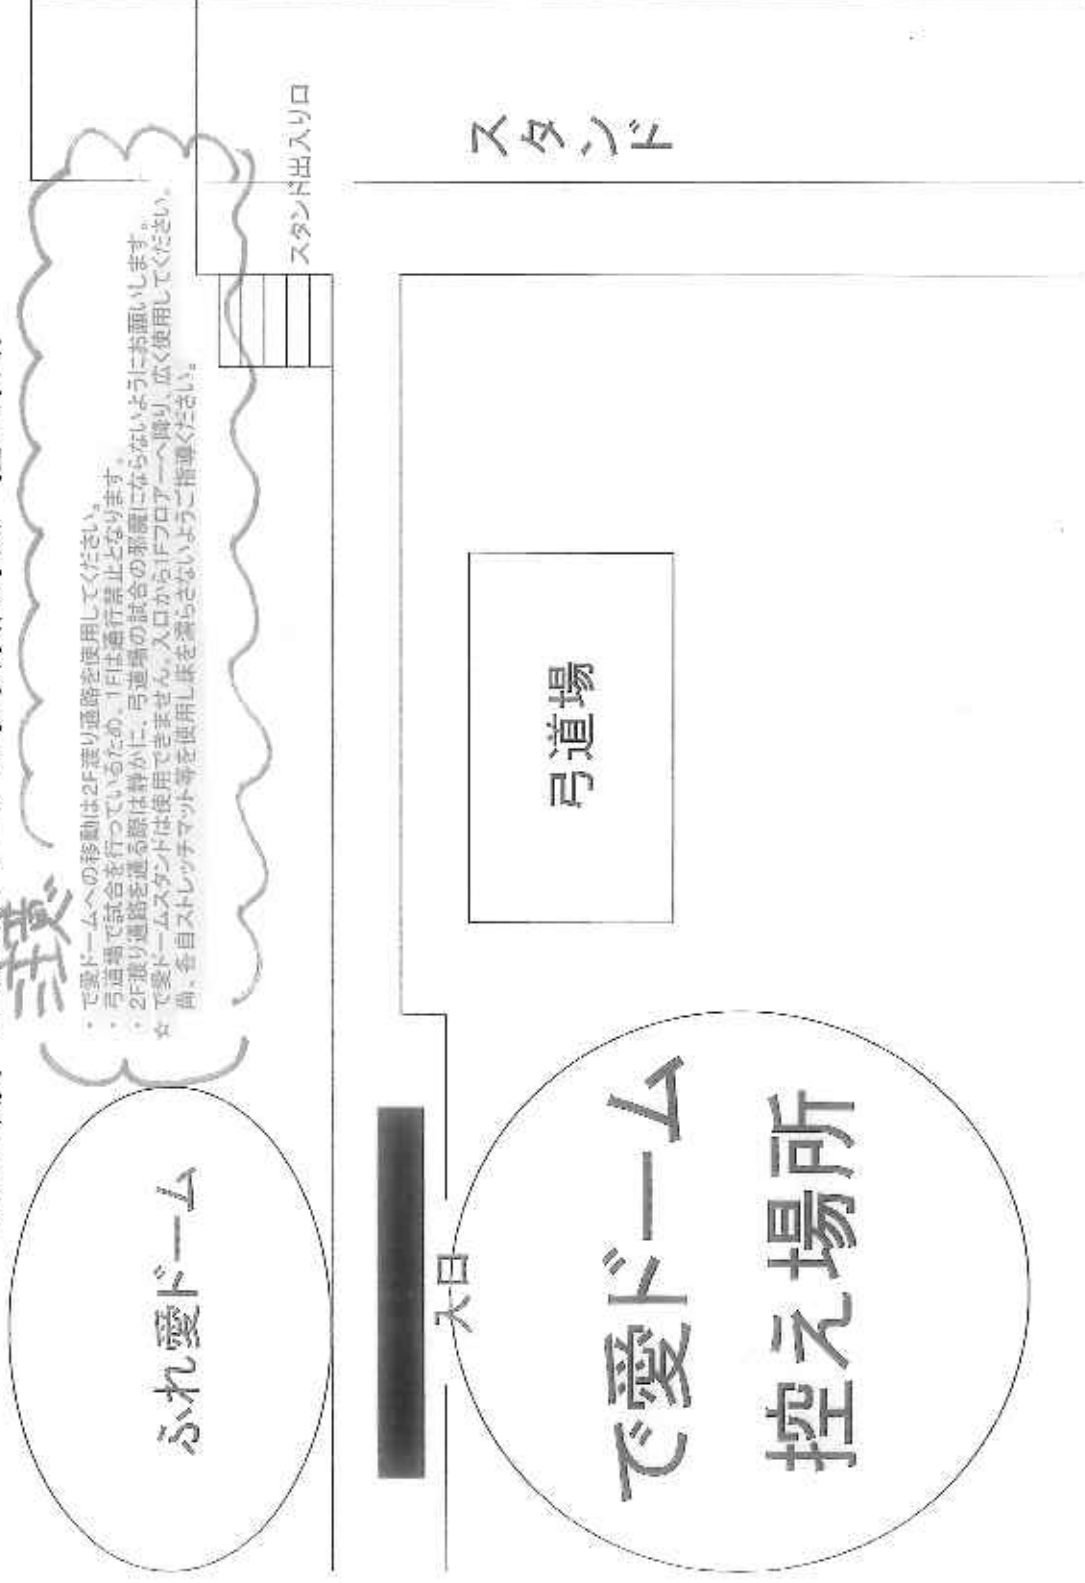 注意
・で愛ドームへの移動は2F渡り通路を使用してください。
・弓道場で試合を行っているため、1Fは通行禁止となります。
・2F渡り通路を通る際は静かに、弓道場の試合の邪魔にならないようにお願いします。
☆ で愛ドームスタンドは使用できません。入口から1Fフロアーへ降り、広く使用してください。
尚、各自ストレッチマット等を使用し床を濡らさないようご指導ください。
スタンド出入り口
スタンド
弓道場
ふれ愛ドーム
入口
で愛ドーム
控え場所